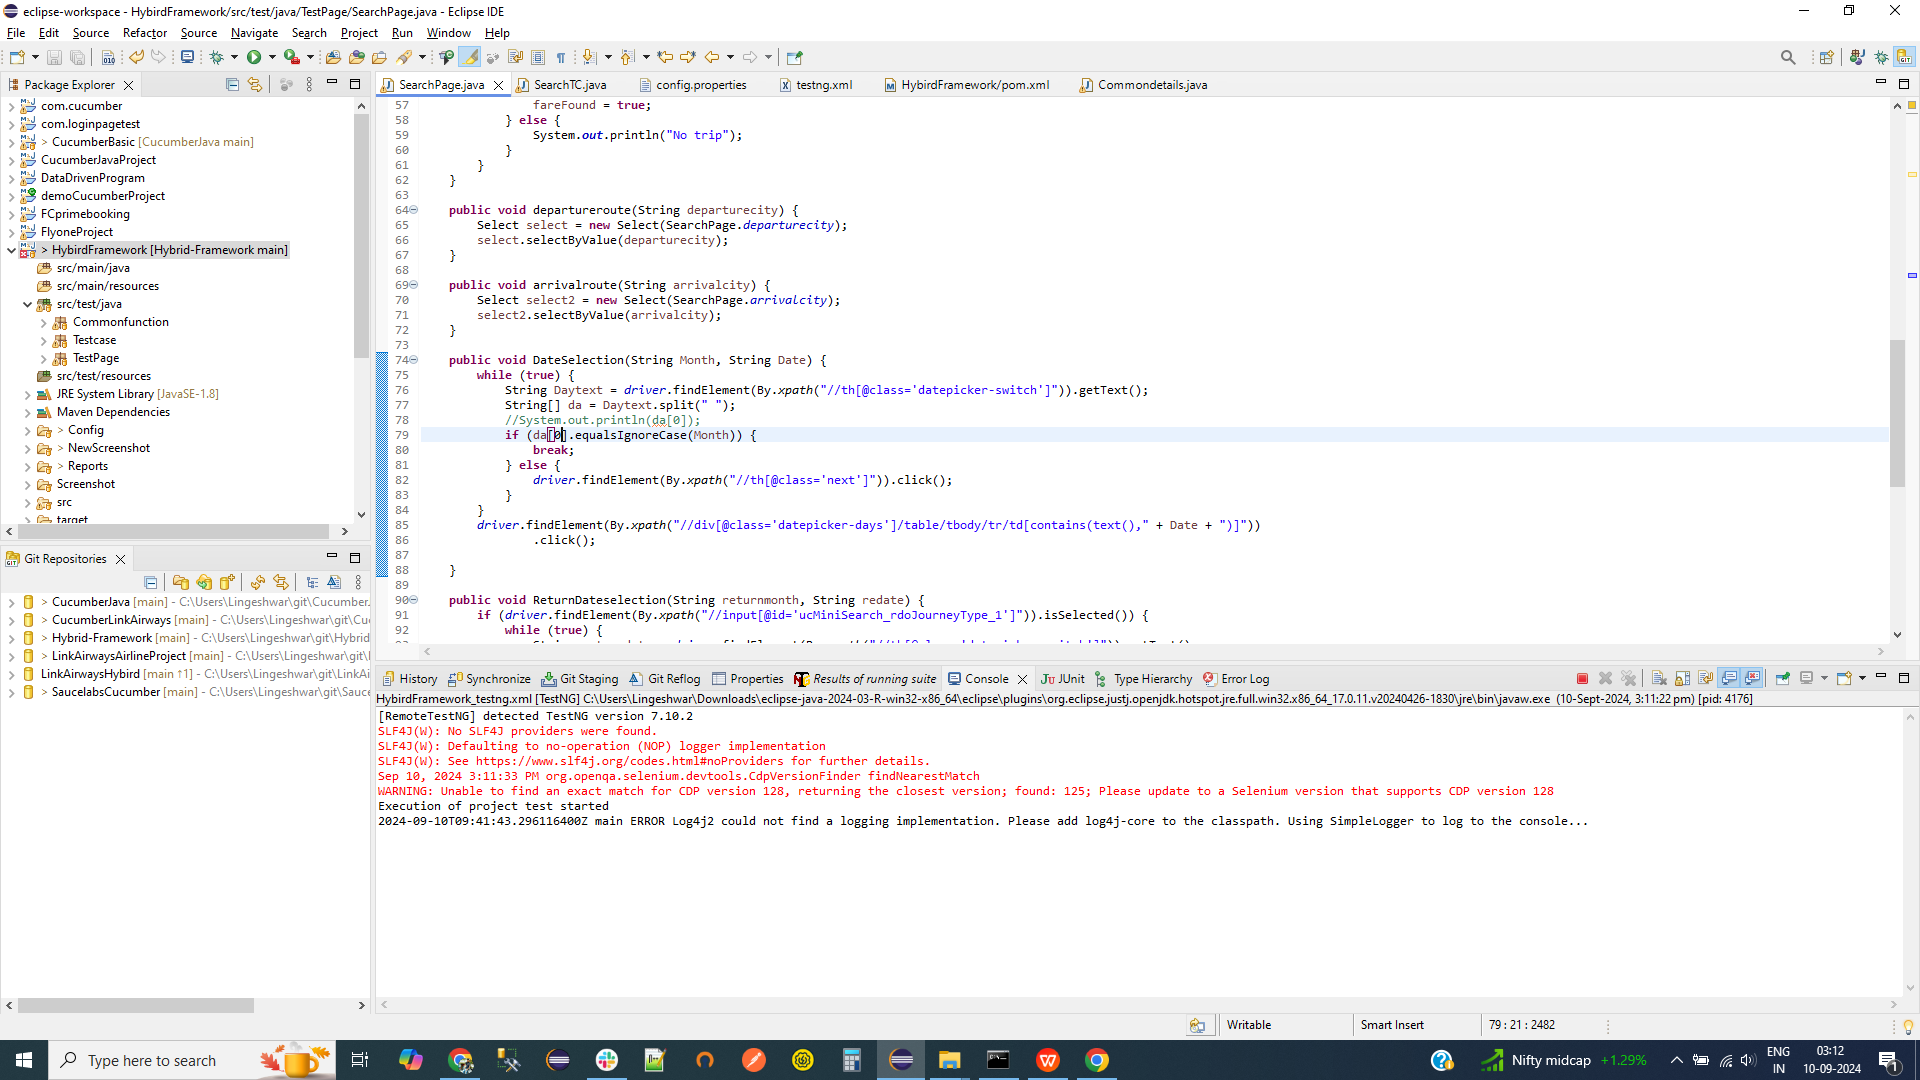 eclipse-workspace - HybirdFramework/src/test/java/TestPage/SearchPage.java - Eclipse IDE
File Edit Source Refactor Source Navigate Search Project Run Window Help
Package Explorer
com.cucumber
com.loginpagetest
> CucumberBasic [CucumberJava main]
CucumberJavaProject
DataDrivenProgram
demoCucumberProject
FCprimebooking
FlyoneProject
> HybirdFramework [Hybrid-Framework main]
src/main/java
src/main/resources
src/test/java
Commonfunction
Testcase
TestPage
src/test/resources
JRE System Library [JavaSE-1.8]
Maven Dependencies
> Config
> NewScreenshot
> Reports
Screenshot
src
target
Git Repositories
> CucumberJava [main] - C:\Users\Lingeshwar\git\Cucumber.
> CucumberLinkAirways [main] - C:\Users\Lingeshwar\git\Cu
> Hybrid-Framework [main] - C:\Users\Lingeshwar\git\Hybrid
> LinkAirwaysAirlineProject [main] - C:\Users\Lingeshwar\git\
LinkAirwaysHybird [main ↑1] - C:\Users\Lingeshwar\git\LinkAi
> SaucelabsCucumber [main] - C:\Users\Lingeshwar\git\Sauce
SearchPage.java SearchTC.java config.properties testng.xml HybirdFramework/pom.xml Commondetails.java
57 fareFound = true;
58 } else {
59 System.out.println("No trip");
60 }
61 }
62 }
63
64 public void departureroute(String departurecity) {
65 Select select = new Select(SearchPage.departurecity);
66 select.selectByValue(departurecity);
67 }
68
69 public void arrivalroute(String arrivalcity) {
70 Select select2 = new Select(SearchPage.arrivalcity);
71 select2.selectByValue(arrivalcity);
72 }
73
74 public void DateSelection(String Month, String Date) {
75 while (true) {
76 String Daytext = driver.findElement(By.xpath("//th[@class='datepicker-switch']")).getText();
77 String[] da = Daytext.split(" ");
78 //System.out.println(da[0]);
79 if (da[0].equalsIgnoreCase(Month)) {
80 break;
81 } else {
82 driver.findElement(By.xpath("//th[@class='next']")).click();
83 }
84 }
85 driver.findElement(By.xpath("//div[@class='datepicker-days']/table/tbody/tr/td[contains(text()," + Date + ")]"))
86 .click();
87
88 }
89
90 public void ReturnDateselection(String returnmonth, String redate) {
91 if (driver.findElement(By.xpath("//input[@id='ucMiniSearch_rdoJourneyType_1']")).isSelected()) {
92 while (true) {
History Synchronize Git Staging Git Reflog Properties Results of running suite Console JUnit Type Hierarchy Error Log
HybirdFramework_testng.xml [TestNG] C:\Users\Lingeshwar\Downloads\eclipse-java-2024-03-R-win32-x86_64\eclipse\plugins\org.eclipse.justj.openjdk.hotspot.jre.full.win32.x86_64_17.0.11.v20240426-1830\jre\bin\javaw.exe (10-Sept-2024, 3:11:22 pm) [pid: 4176]
[RemoteTestNG] detected TestNG version 7.10.2
SLF4J(W): No SLF4J providers were found.
SLF4J(W): Defaulting to no-operation (NOP) logger implementation
SLF4J(W): See https://www.slf4j.org/codes.html#noProviders for further details.
Sep 10, 2024 3:11:33 PM org.openqa.selenium.devtools.CdpVersionFinder findNearestMatch
WARNING: Unable to find an exact match for CDP version 128, returning the closest version; found: 125; Please update to a Selenium version that supports CDP version 128
Execution of project test started
2024-09-10T09:41:43.296116400Z main ERROR Log4j2 could not find a logging implementation. Please add log4j-core to the classpath. Using SimpleLogger to log to the console...
Writable Smart Insert 79 : 21 : 2482
Type here to search
Nifty midcap +1.29%
ENG
IN
03:12
10-09-2024
1